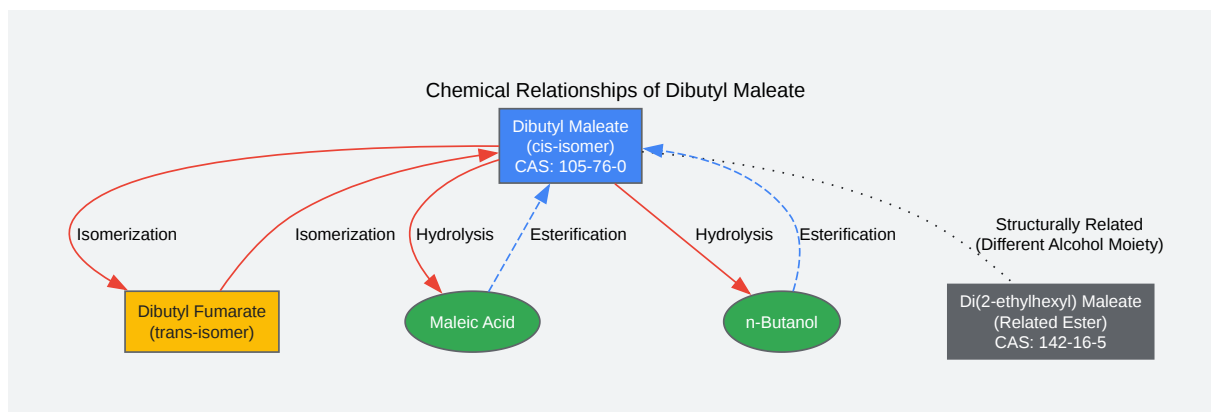 Chemical Relationships of Dibutyl Maleate
Dibutyl Maleate
(cis-isomer)
CAS: 105-76-0
Isomerization
Isomerization
Hydrolysis
Esterification
Hydrolysis
Esterification
Structurally Related
(Different Alcohol Moiety)
Dibutyl Fumarate
(trans-isomer)
Maleic Acid
n-Butanol
Di(2-ethylhexyl) Maleate
(Related Ester)
CAS: 142-16-5